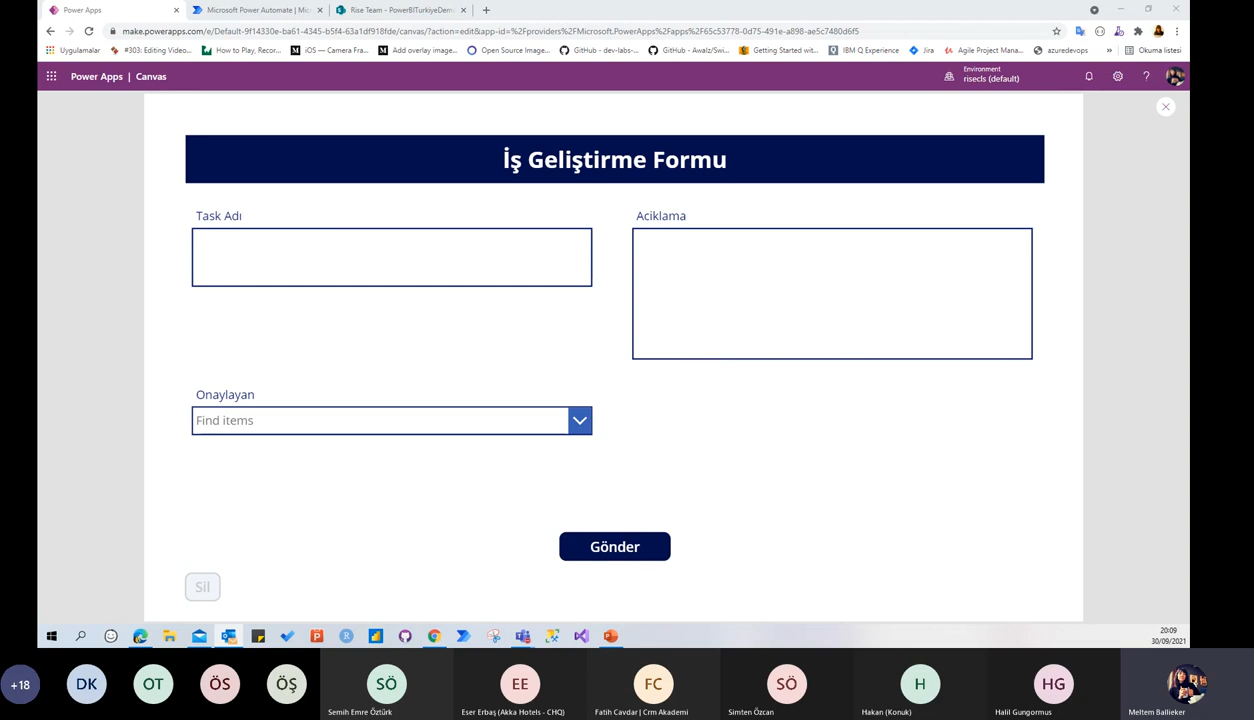 Power Apps
Microsoft Power Automate | Mic
Rise Team - PowerBITurkiyeDem
make.powerapps.com/e/Default-9f14330e-ba61-4345-b5f4-63a1df918fde/canvas/?action=edit&app-id=%2Fproviders%2FMicrosoft.PowerApps%2Fapps%2F65c53778-0d75-491e-a898-ae5c7480d6f5
Uygulamalar
#303: Editing Video...
How to Play, Recor...
iOS — Camera Fra...
Add overlay image...
Open Source Image...
GitHub - dev-labs-...
GitHub - Awalz/Swi...
Getting Started wit...
IBM Q Experience
Jira
Agile Project Mana...
azuredevops
»
Okuma listesi
Power Apps | Canvas
Environment
risecls (default)
İş Geliştirme Formu
Task Adı
Aciklama
Onaylayan
Find items
Gönder
Sil
20:09
30/09/2021
+18
DK
OT
ÖS
ÖŞ
SÖ
Semih Emre Öztürk
EE
Eser Erbaş (Akka Hotels - CHQ)
FC
Fatih Cavdar | Crm Akademi
SÖ
Simten Özcan
H
Hakan (Konuk)
HG
Halil Gungormus
Meltem Ballieker